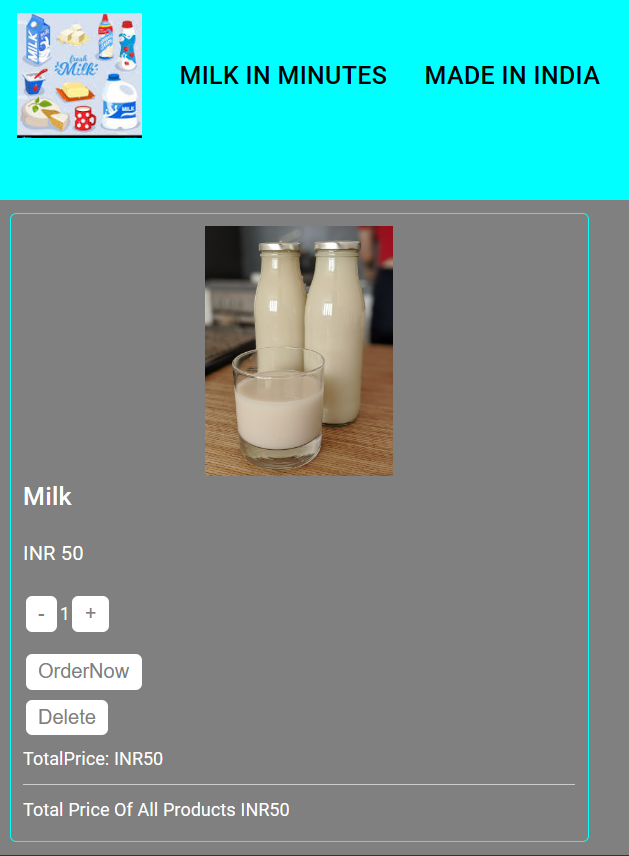 MILK
fresh
Milk
MILK
MILK IN MINUTES MADE IN INDIA
Milk
INR 50
- 1 +
OrderNow
Delete
TotalPrice: INR50
Total Price Of All Products INR50